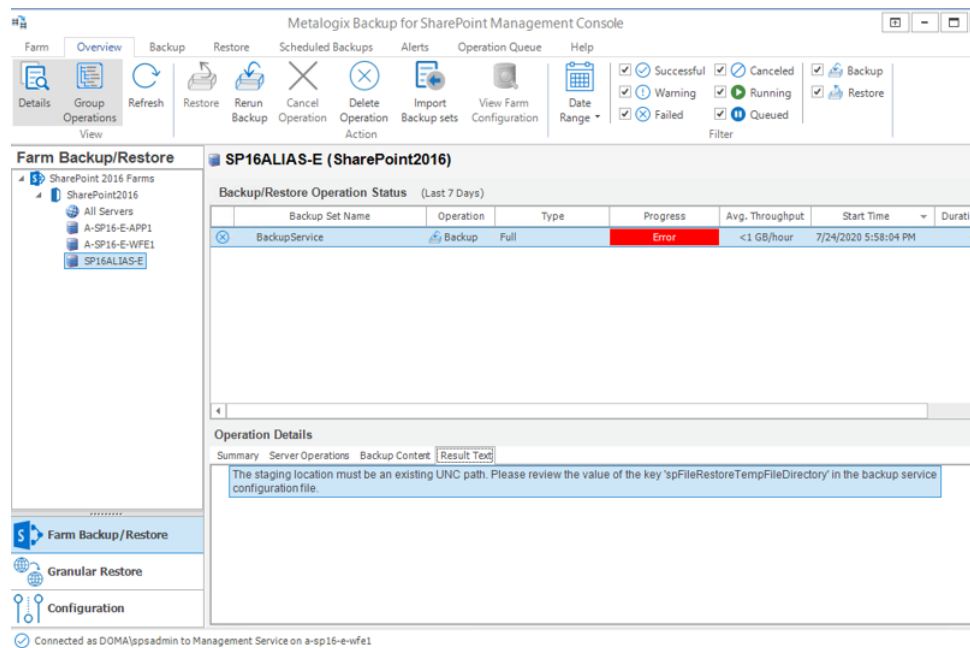 Metalogix Backup for SharePoint Management Console
Farm Overview Backup Restore Scheduled Backups Alerts Operation Queue Help
Details Group Operations Refresh Restore Rerun Backup Cancel Operation Delete Operation Import Backup sets View Farm Configuration Date Range
Successful Canceled Backup
Warning Running Restore
Failed Queued
View Action Filter
Farm Backup/Restore
SharePoint 2016 Farms
SharePoint2016
All Servers
A-SP16-E-APP1
A-SP16-E-WFE1
SP16ALIAS-E
SP16ALIAS-E (SharePoint2016)
Backup/Restore Operation Status (Last 7 Days)
Backup Set Name Operation Type Progress Avg. Throughput Start Time Durati
BackupService Backup Full Error <1 GB/hour 7/24/2020 5:58:04 PM
Operation Details
Summary Server Operations Backup Content Result Text
The staging location must be an existing UNC path. Please review the value of the key 'spFileRestoreTempFileDirectory' in the backup service
configuration file.
Farm Backup/Restore
Granular Restore
Configuration
Connected as DOMA\spsadmin to Management Service on a-sp16-e-wfe1